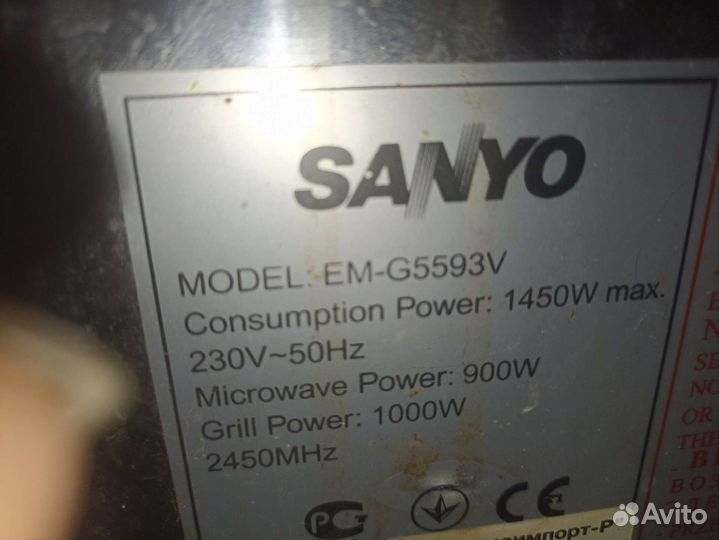 SANYO
MODEL: EM-G5593V
Consumption Power: 1450W max.
230V~50Hz
Microwave Power: 900W
Grill Power: 1000W
2450MHz
PG CE
Avito